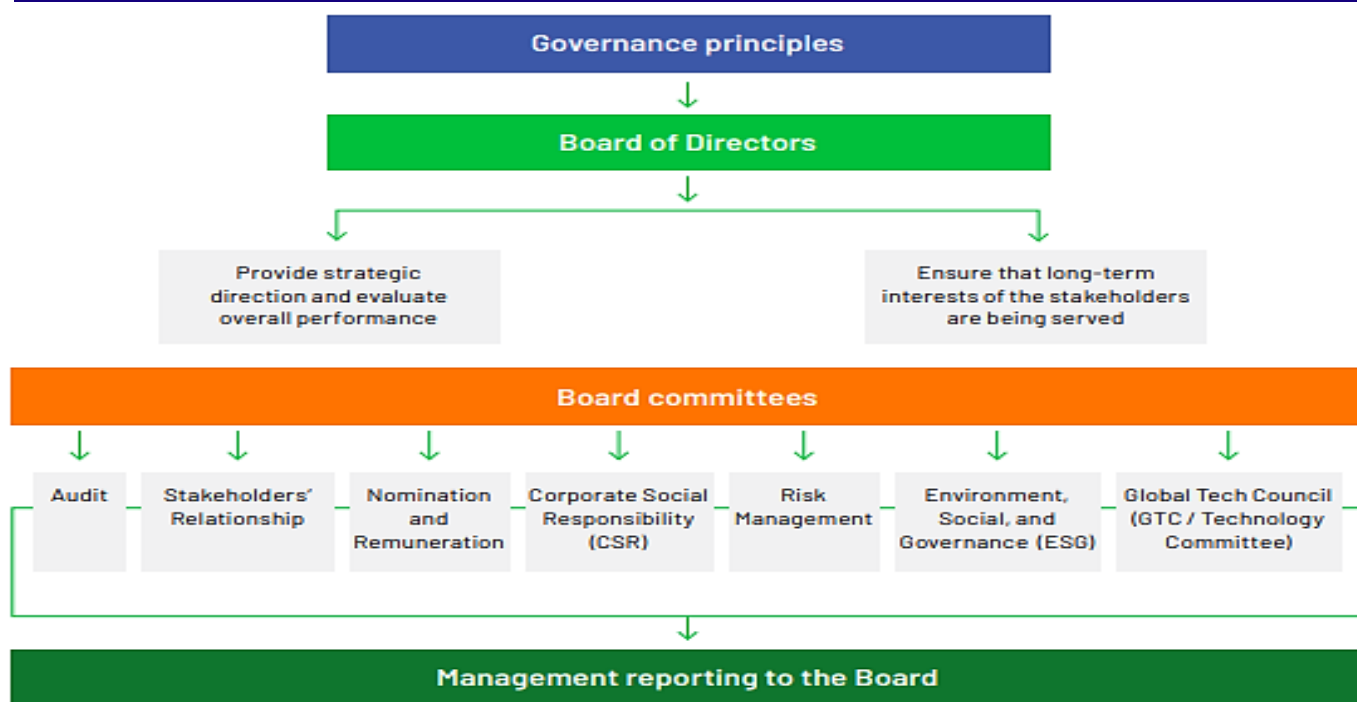 Governance principles
Board of Directors
Provide strategic
direction and evaluate
overall performance
Ensure that long-term
interests of the stakeholders
are being served
Board committees
Audit
Stakeholders’
Relationship
Nomination
and
Remuneration
Corporate Social
Responsibility
(CSR)
Risk
Management
Environment,
Social, and
Governance (ESG)
Global Tech Council
(GTC / Technology
Committee)
Management reporting to the Board